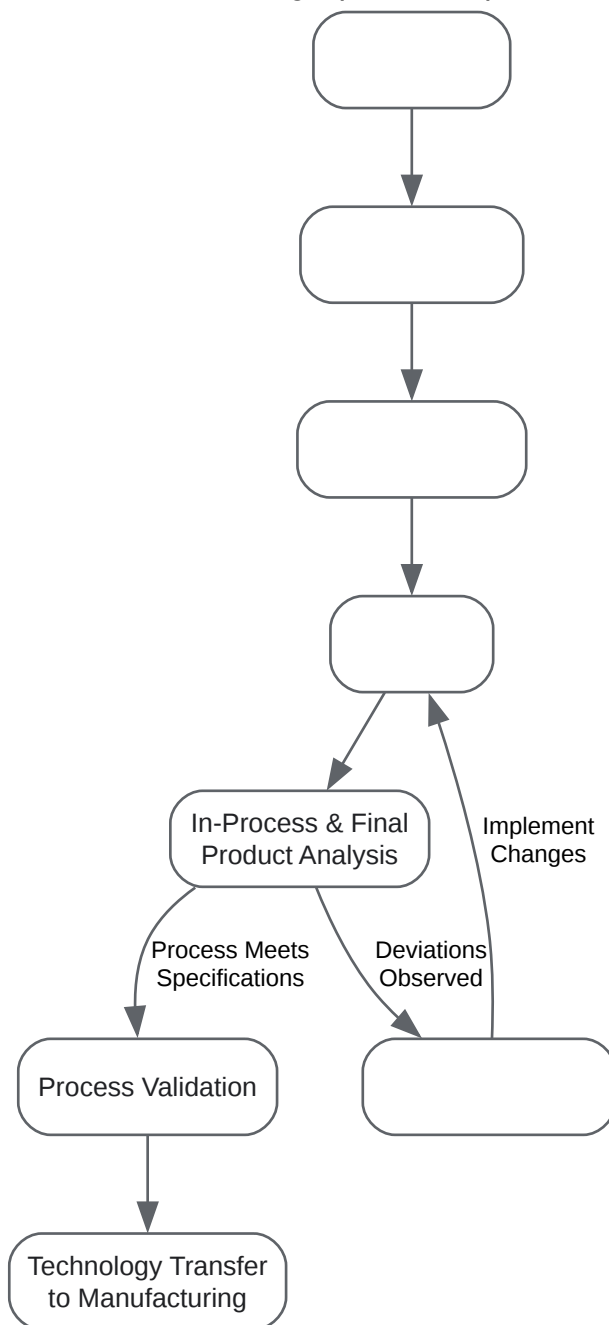 In-Process & Final
Product Analysis
Implement
Changes
Process Meets
Specifications
Deviations
Observed
Process Validation
Technology Transfer
to Manufacturing